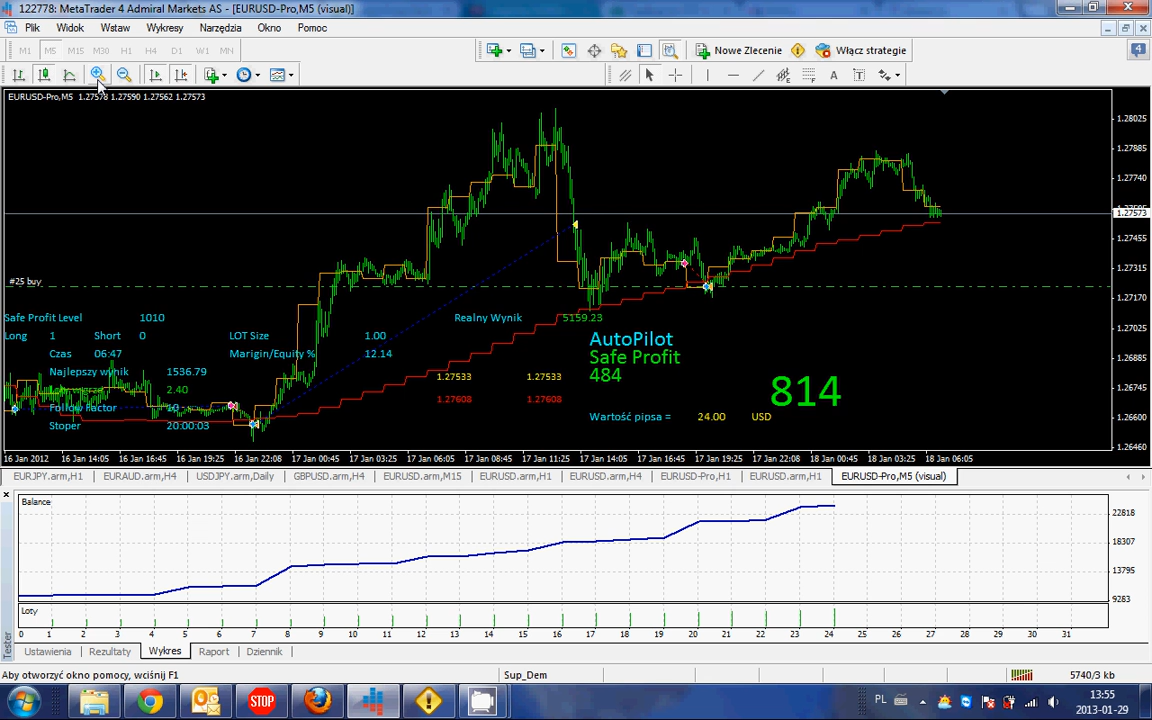 122778: MetaTrader 4 Admiral Markets AS - [EURUSD-Pro,M5 (visual)]
Plik Widok Wstaw Wykresy Narzędzia Okno Pomoc
M1 M5 M15 M30 H1 H4 D1 W1 MN Nowe Zlecenie Włącz strategie 4
A T
EURUSD-Pro,M5 1.27578 1.27590 1.27562 1.27573
1.28025
1.27885
1.27740
1.27573
1.27455
#25 buy
1.27315
1.27170
Safe Profit Level 1010 Realny Wynik 5159.23
1.27025
Long 1 Short 0 LOT Size 1.00 AutoPilot
Czas 06:47 Marigin/Equity % 12.14 Safe Profit
1.26885
Najlepszy wynik 1536.79 1.27533 1.27533 484
2.40 814
1.26745
Follow Factor 10 1.27608 1.27608
Stoper 20:00:03 Wartość pipsa = 24.00 USD
1.26600
1.26460
16 Jan 2012 16 Jan 14:05 16 Jan 16:45 16 Jan 19:25 16 Jan 22:08 17 Jan 00:45 17 Jan 03:25 17 Jan 06:05 17 Jan 08:45 17 Jan 11:25 17 Jan 14:05 17 Jan 16:45 17 Jan 19:25 17 Jan 22:08 18 Jan 00:45 18 Jan 03:25 18 Jan 06:05
EURJPY.arm,H1 EURAUD.arm,H4 USDJPY.arm,Daily GBPUSD.arm,H4 EURUSD.arm,M15 EURUSD.arm,H1 EURUSD.arm,H4 EURUSD-Pro,H1 EURUSD.arm,H1 EURUSD-Pro,M5 (visual)
Balance
22818
18307
13795
9283
Loty
0 1 2 3 4 5 6 7 8 9 10 11 12 13 14 15 16 17 18 19 20 21 22 23 24 25 26 27 28 29 30 31
Tester
Ustawienia Rezultaty Wykres Raport Dziennik
Aby otworzyć okno pomocy, wciśnij F1 Sup_Dem 5740/3 kb
STOP PL 13:55
2013-01-29